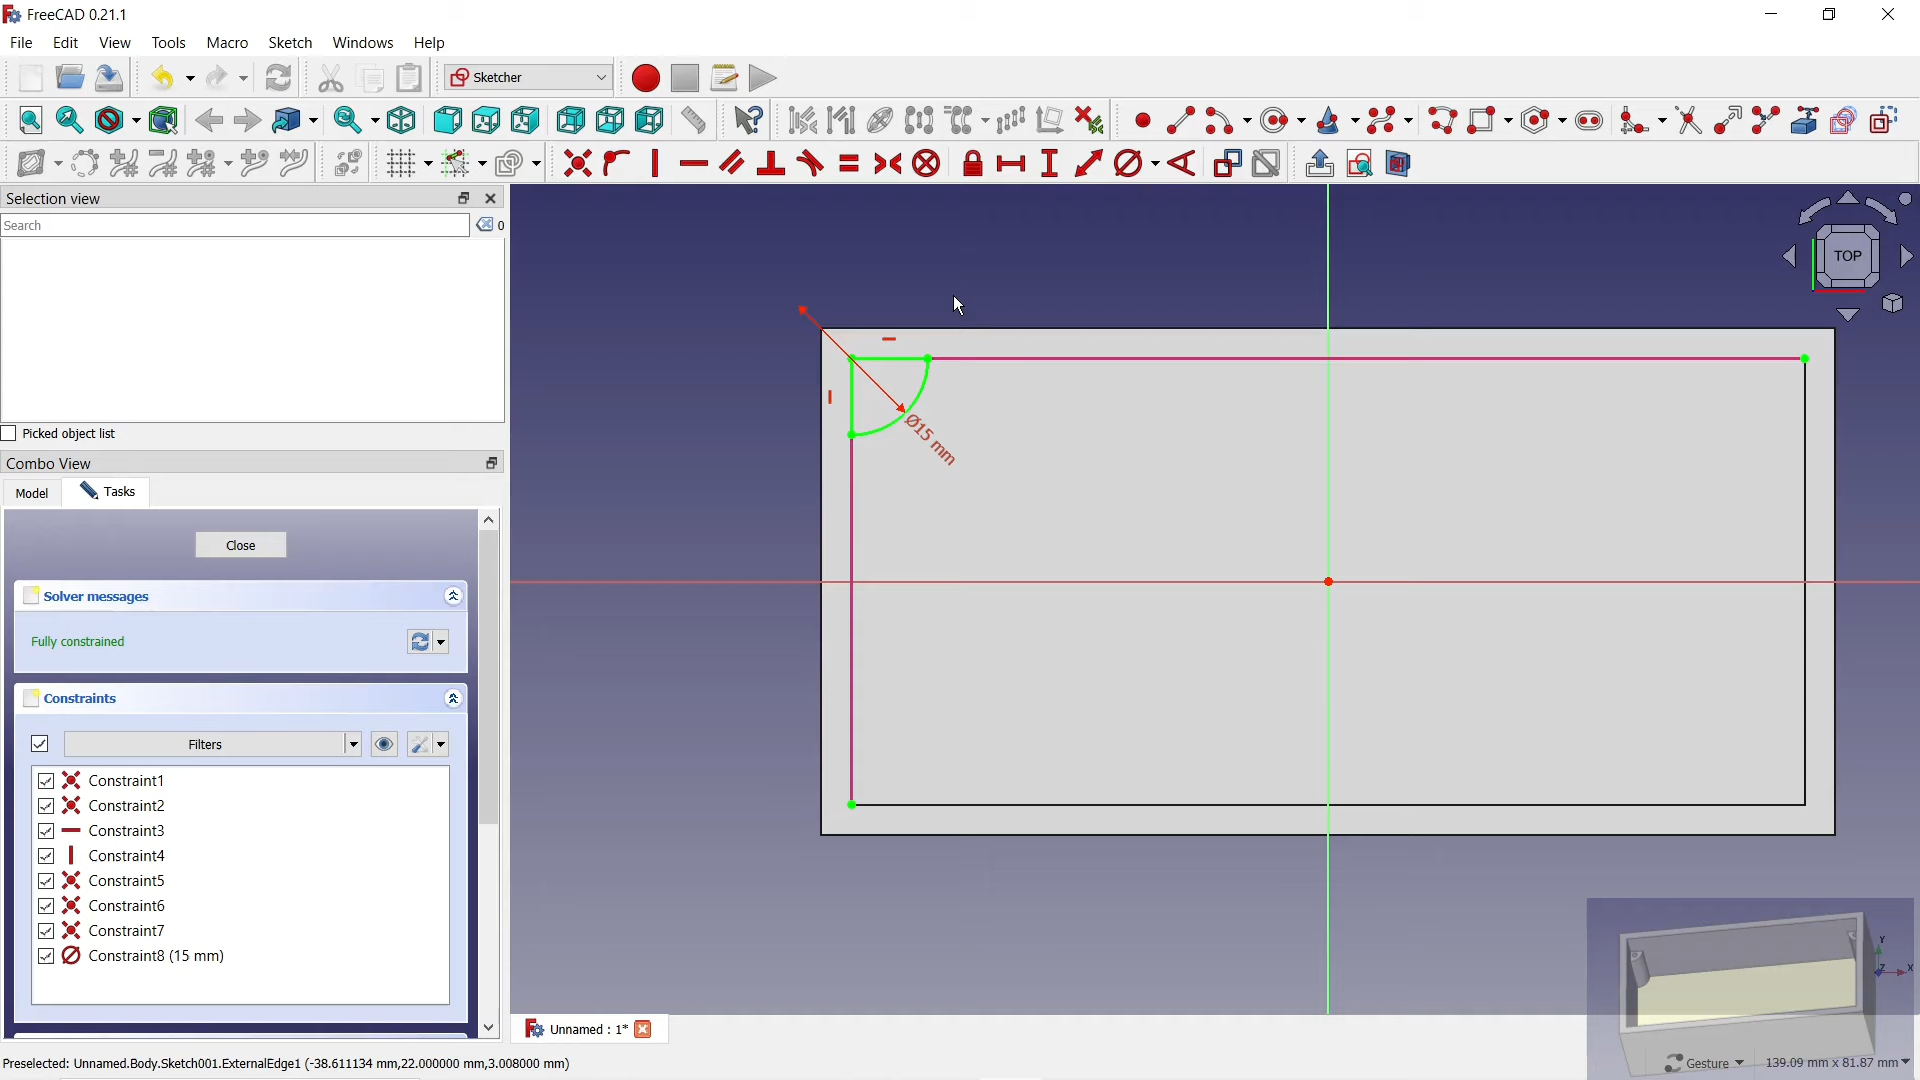 FreeCAD 0.21.1
File Edit View Tools Macro Sketch Windows Help
Sketcher
Selection view
Search
0
Picked object list
Combo View
Model Tasks
Close
Solver messages
Fully constrained
Constraints
Filters
Constraint1
Constraint2
Constraint3
Constraint4
Constraint5
Constraint6
Constraint7
Constraint8 (15 mm)
TOP
Ø15 mm
Y
Z X
Unnamed : 1*
Preselected: Unnamed.Body.Sketch001.ExternalEdge1 (-38.611134 mm,22.000000 mm,3.008000 mm)
Gesture 139.09 mm x 81.87 mm